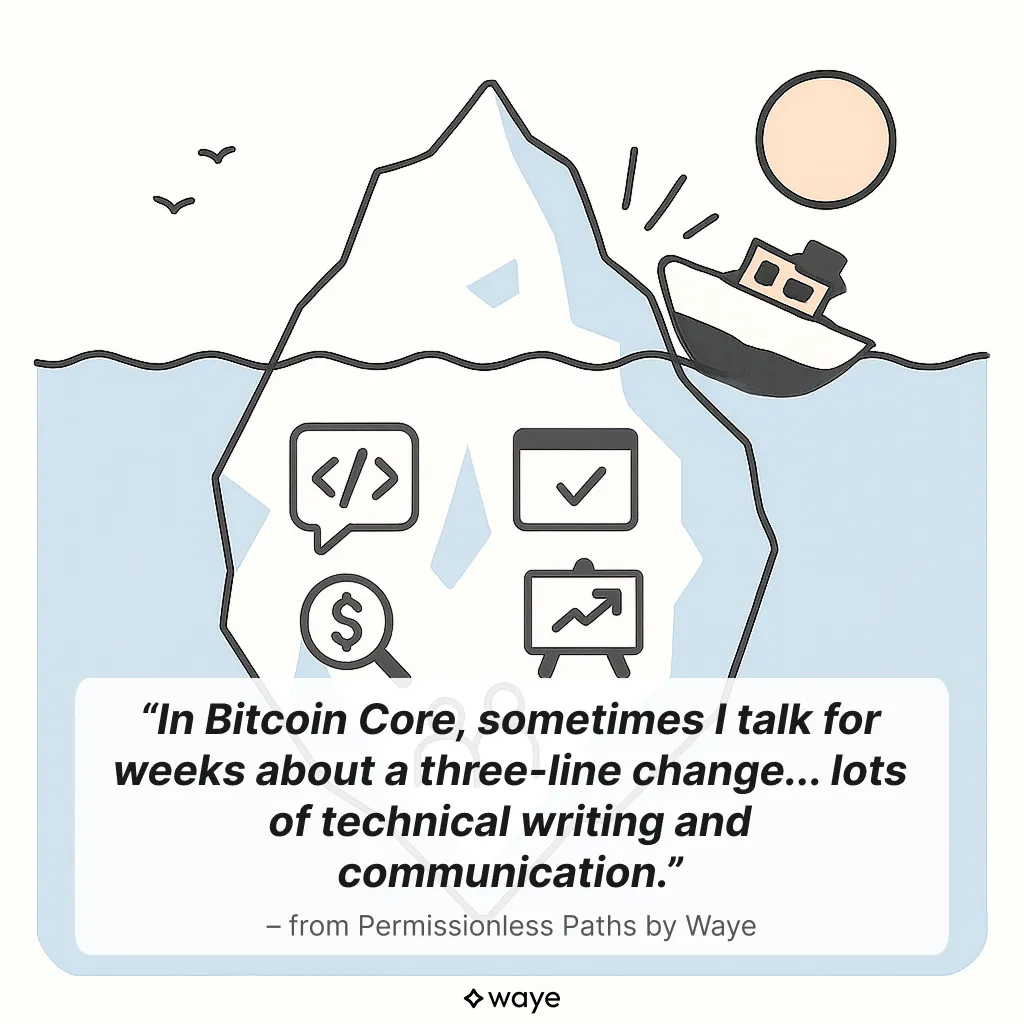 </>
$
“In Bitcoin Core, sometimes I talk for
weeks about a three-line change... lots
of technical writing and
communication.”
– from Permissionless Paths by Waye
waye